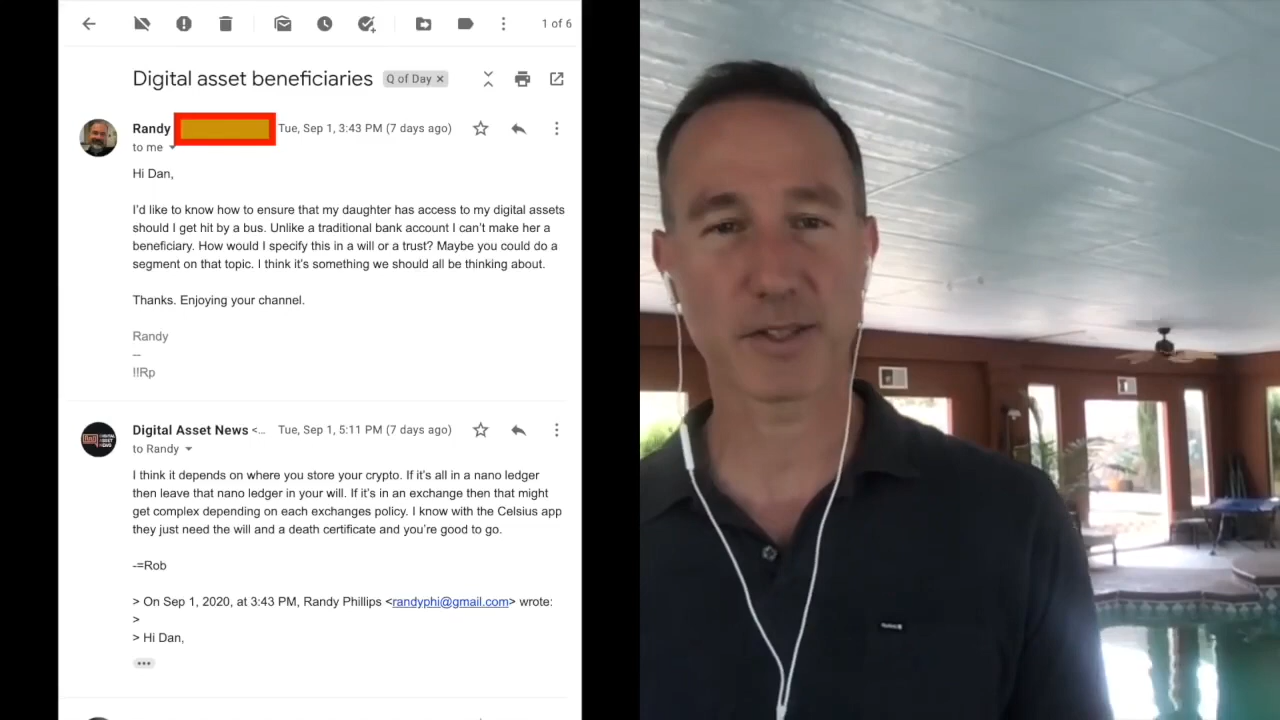 1 of 6
Digital asset beneficiaries Q of Day ×
Randy Tue, Sep 1, 3:43 PM (7 days ago)
to me
Hi Dan,
I'd like to know how to ensure that my daughter has access to my digital assets
should I get hit by a bus. Unlike a traditional bank account I can't make her a
beneficiary. How would I specify this in a will or a trust? Maybe you could do a
segment on that topic. I think it's something we should all be thinking about.
Thanks. Enjoying your channel.
Randy
--
!!Rp
Digital Asset News <... Tue, Sep 1, 5:11 PM (7 days ago)
to Randy
I think it depends on where you store your crypto. If it's all in a nano ledger
then leave that nano ledger in your will. If it's in an exchange then that might
get complex depending on each exchanges policy. I know with the Celsius app
they just need the will and a death certificate and you're good to go.
-=Rob
> On Sep 1, 2020, at 3:43 PM, Randy Phillips <randyphi@gmail.com> wrote:
>
> Hi Dan,